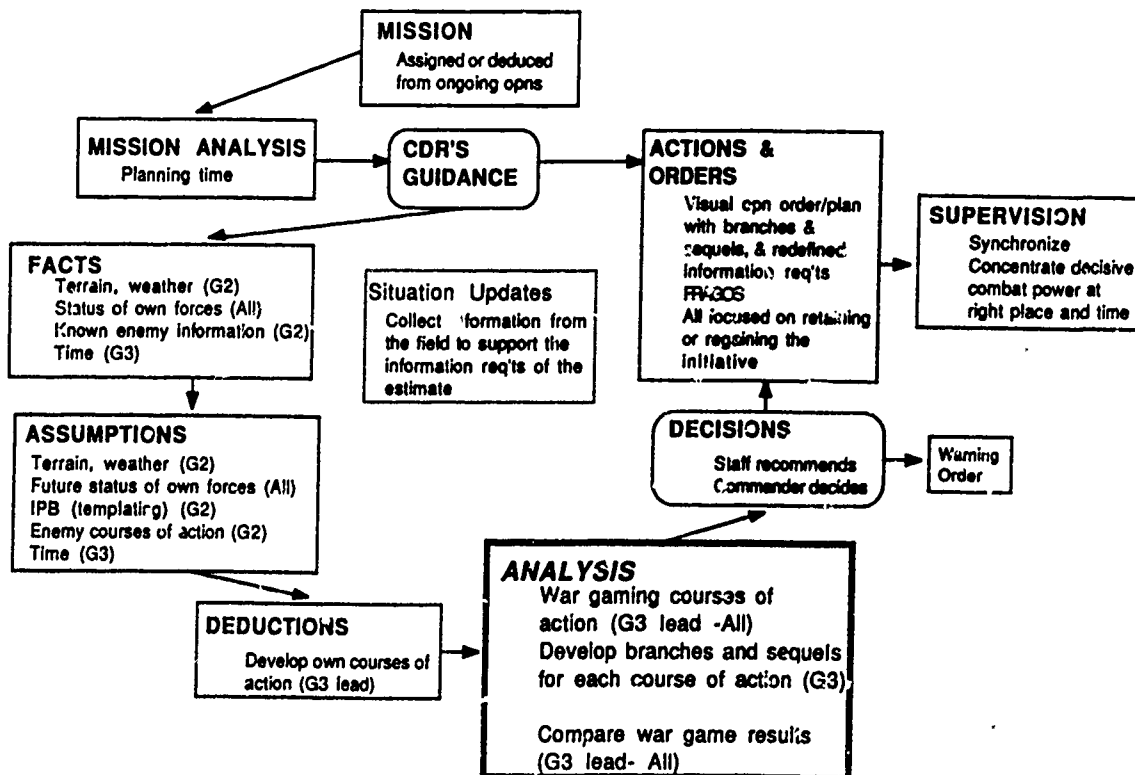 MISSION
Assigned or deduced
from ongoing opns
MISSION ANALYSIS
Planning time
CDR'S
GUIDANCE
ACTIONS &
ORDERS
Visual opn order/plan
with branches &
sequels, & redefined
information req'ts
FRAGOS
All focused on retaining
or regaining the
initiative
SUPERVISION
Synchronize
Concentrate decisive
combat power at
right place and time
FACTS
Terrain, weather (G2)
Status of own forces (All)
Known enemy information (G2)
Time (G3)
Situation Updates
Collect information from
the field to support the
information req'ts of the
estimate
ASSUMPTIONS
Terrain, weather (G2)
Future status of own forces (All)
IPB (templating) (G2)
Enemy courses of action (G2)
Time (G3)
DECISIONS
Staff recommends
Commander decides
Warning
Order
DEDUCTIONS
Develop own courses of
action (G3 lead)
ANALYSIS
War gaming courses of
action (G3 lead -All)
Develop branches and sequels
for each course of action (G3)
Compare war game results
(G3 lead- All)